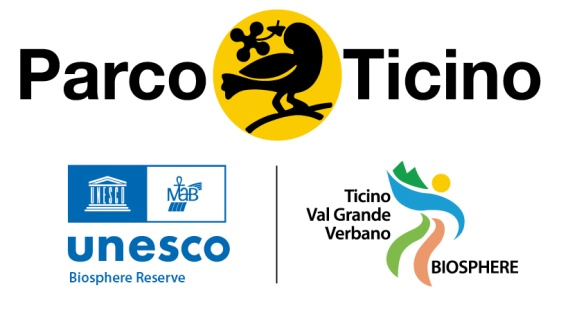 Parco Ticino
UNESCO
MAB
unesco
Biosphere Reserve
Ticino
Val Grande
Verbano
BIOSPHERE